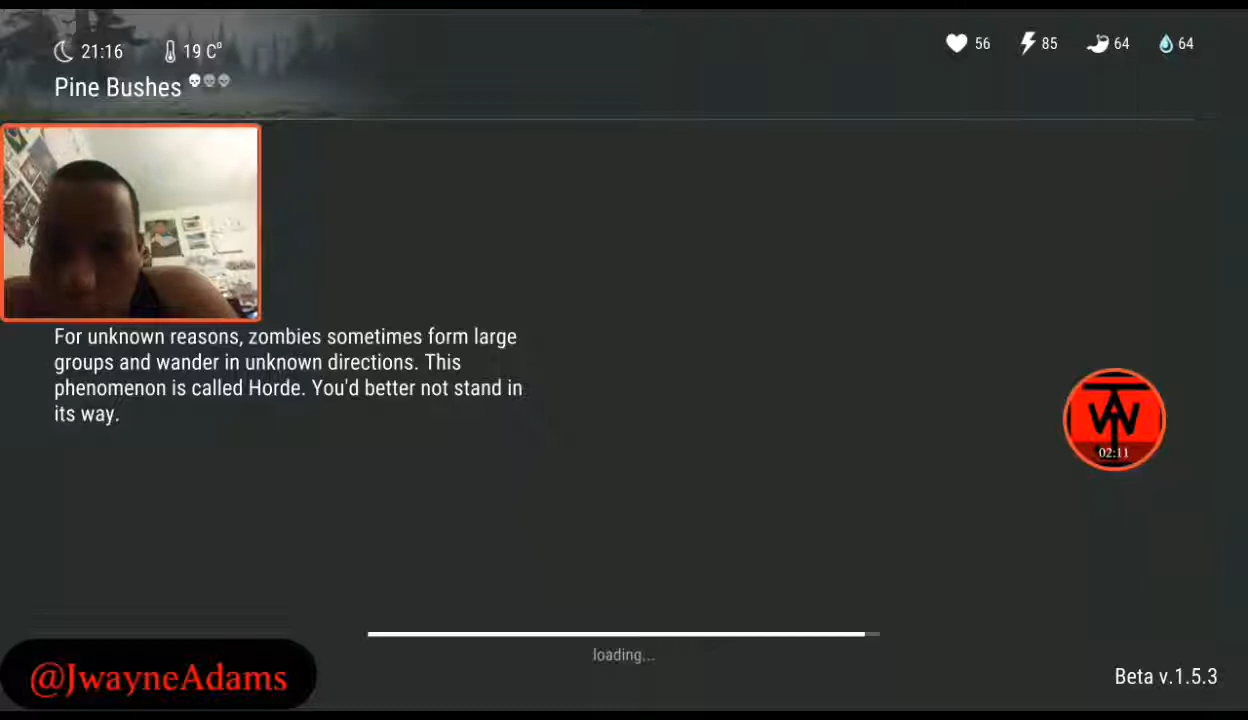 21:16 19 C°
56 85 64 64
Pine Bushes
For unknown reasons, zombies sometimes form large
groups and wander in unknown directions. This
phenomenon is called Horde. You'd better not stand in
its way.
02:11
loading...
@JwayneAdams
Beta v.1.5.3